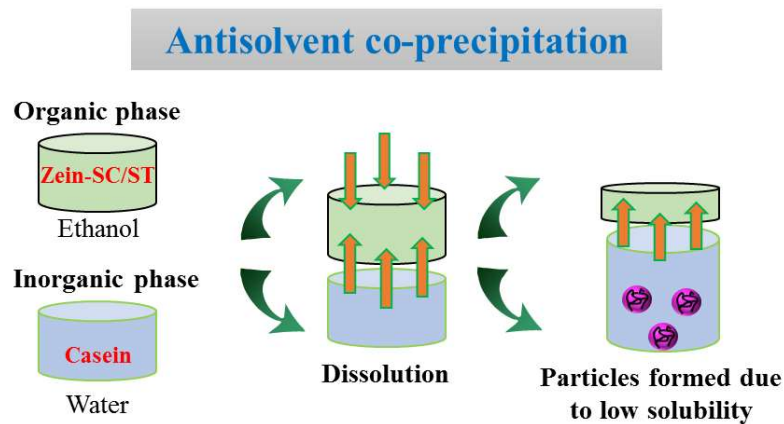 Antisolvent co-precipitation
Organic phase
Zein-SC/ST
Ethanol
Inorganic phase
Casein
Water
Dissolution
Particles formed due
to low solubility